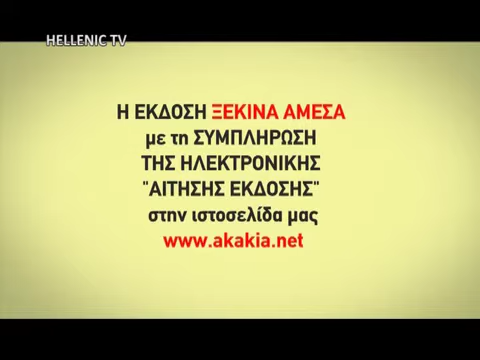 HELLENIC TV
Η ΕΚΔΟΣΗ ΞΕΚΙΝΑ ΑΜΕΣΑ
με τη ΣΥΜΠΛΗΡΩΣΗ
ΤΗΣ ΗΛΕΚΤΡΟΝΙΚΗΣ
"ΑΙΤΗΣΗΣ ΕΚΔΟΣΗΣ"
στην ιστοσελίδα μας
www.akakia.net